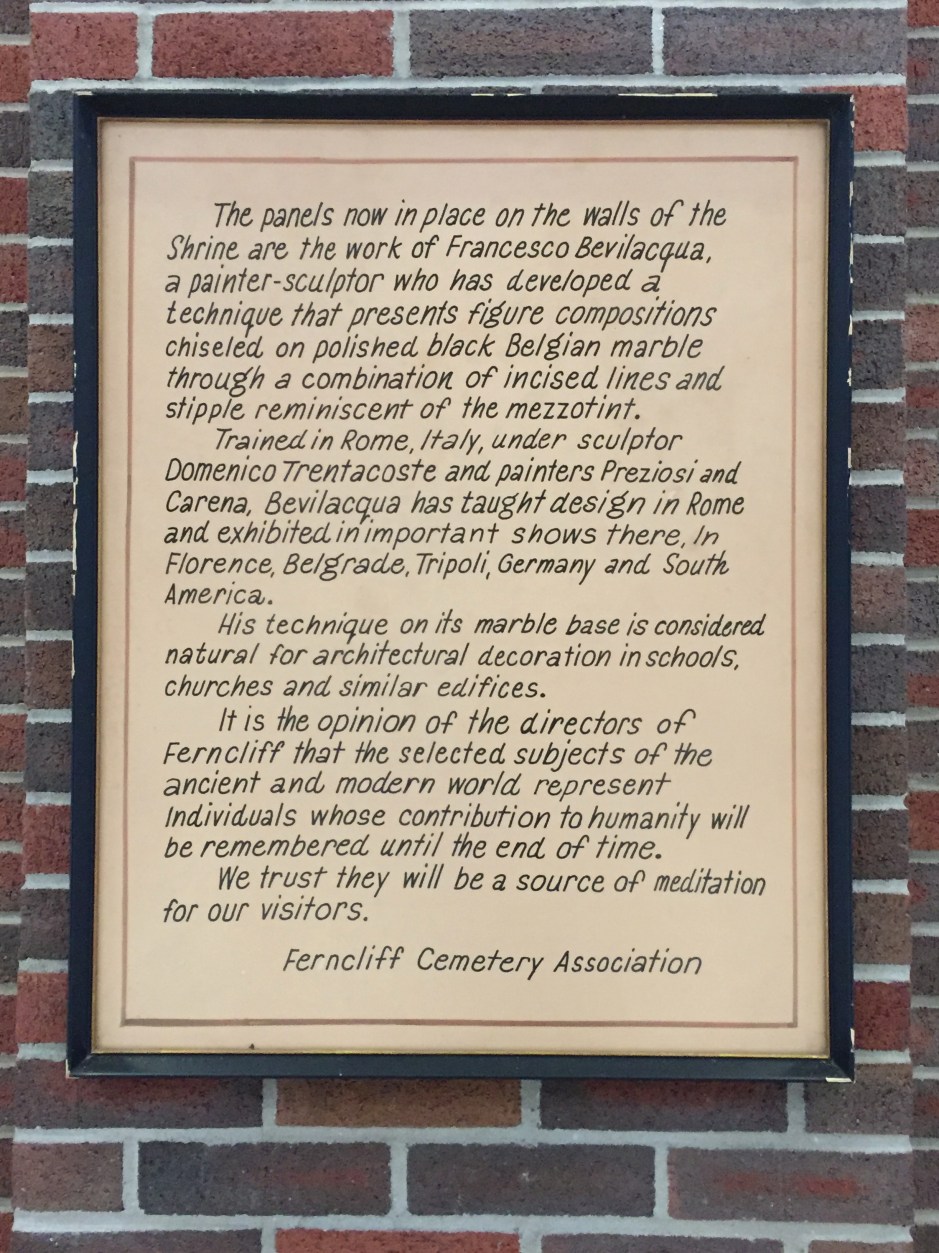 The panels now in place on the walls of the
Shrine are the work of Francesco Bevilacqua,
a painter-sculptor who has developed a
technique that presents figure compositions
chiseled on polished black Belgian marble
through a combination of incised lines and
stipple reminiscent of the mezzotint.
Trained in Rome, Italy, under sculptor
Domenico Trentacoste and painters Preziosi and
Carena, Bevilacqua has taught design in Rome
and exhibited in important shows there, In
Florence, Belgrade, Tripoli, Germany and South
America.
His technique on its marble base is considered
natural for architectural decoration in schools,
churches and similar edifices.
It is the opinion of the directors of
Ferncliff that the selected subjects of the
ancient and modern world represent
Individuals whose contribution to humanity will
be remembered until the end of time.
We trust they will be a source of meditation
for our visitors.
Ferncliff Cemetery Association